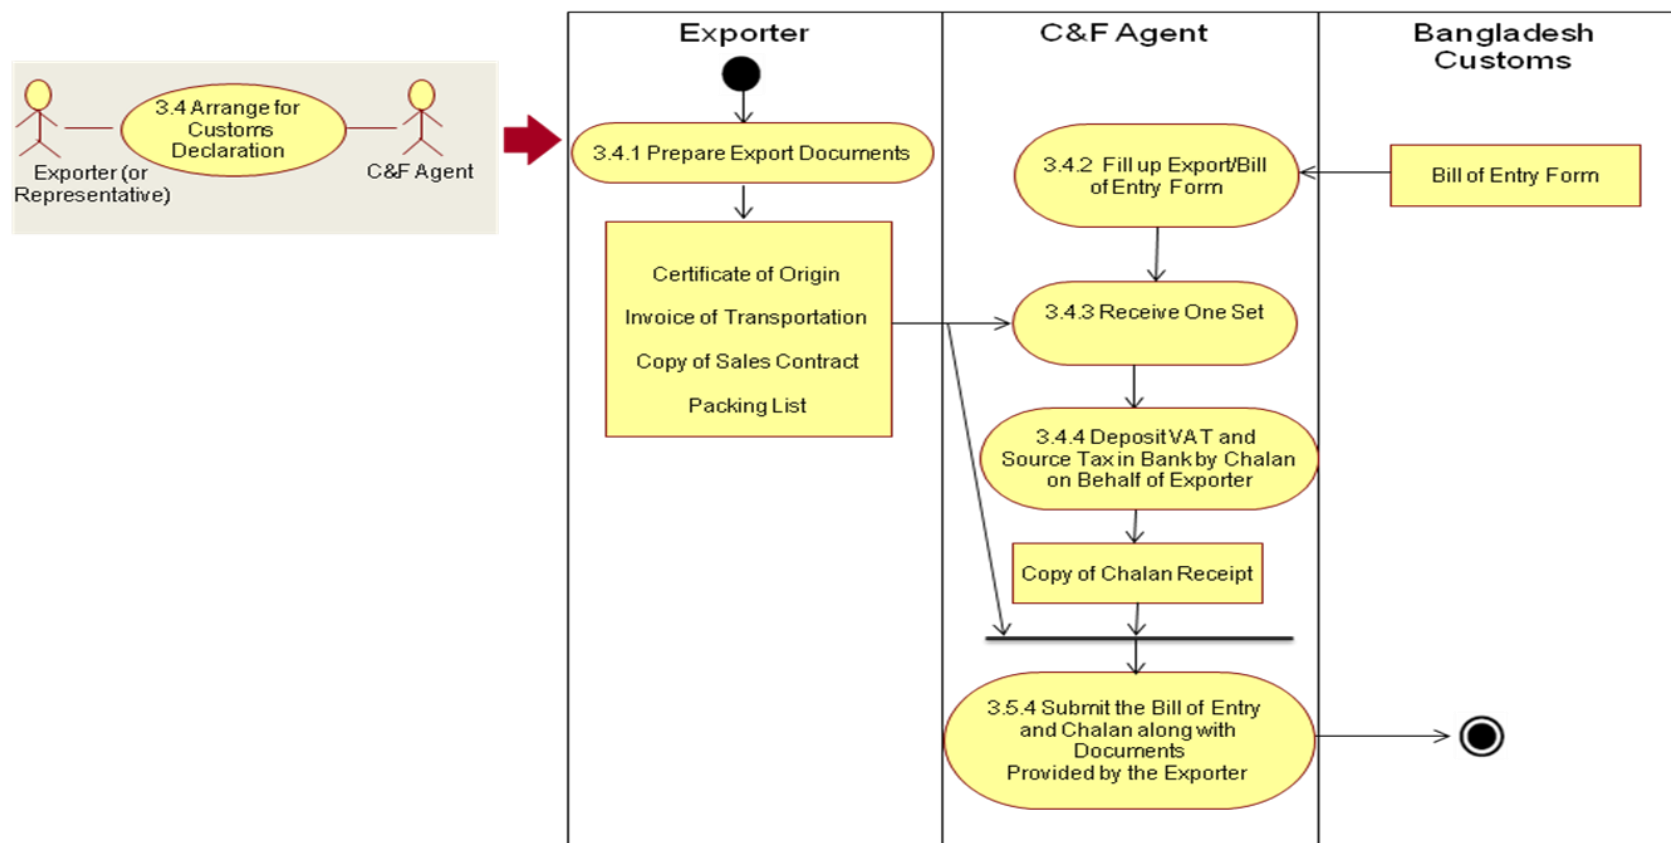 Exporter
C&F Agent
Bangladesh
Customs
3.4 Arrange for
Customs
Declaration
Exporter (or
Representative)
C&F Agent
3.4.1 Prepare Export Documents
3.4.2 Fill up Export/Bill
of Entry Form
Bill of Entry Form
Certificate of Origin
Invoice of Transportation
Copy of Sales Contract
Packing List
3.4.3 Receive One Set
3.4.4 Deposit VAT and
Source Tax in Bank by Chalan
on Behalf of Exporter
Copy of Chalan Receipt
3.5.4 Submit the Bill of Entry
and Chalan along with
Documents
Provided by the Exporter